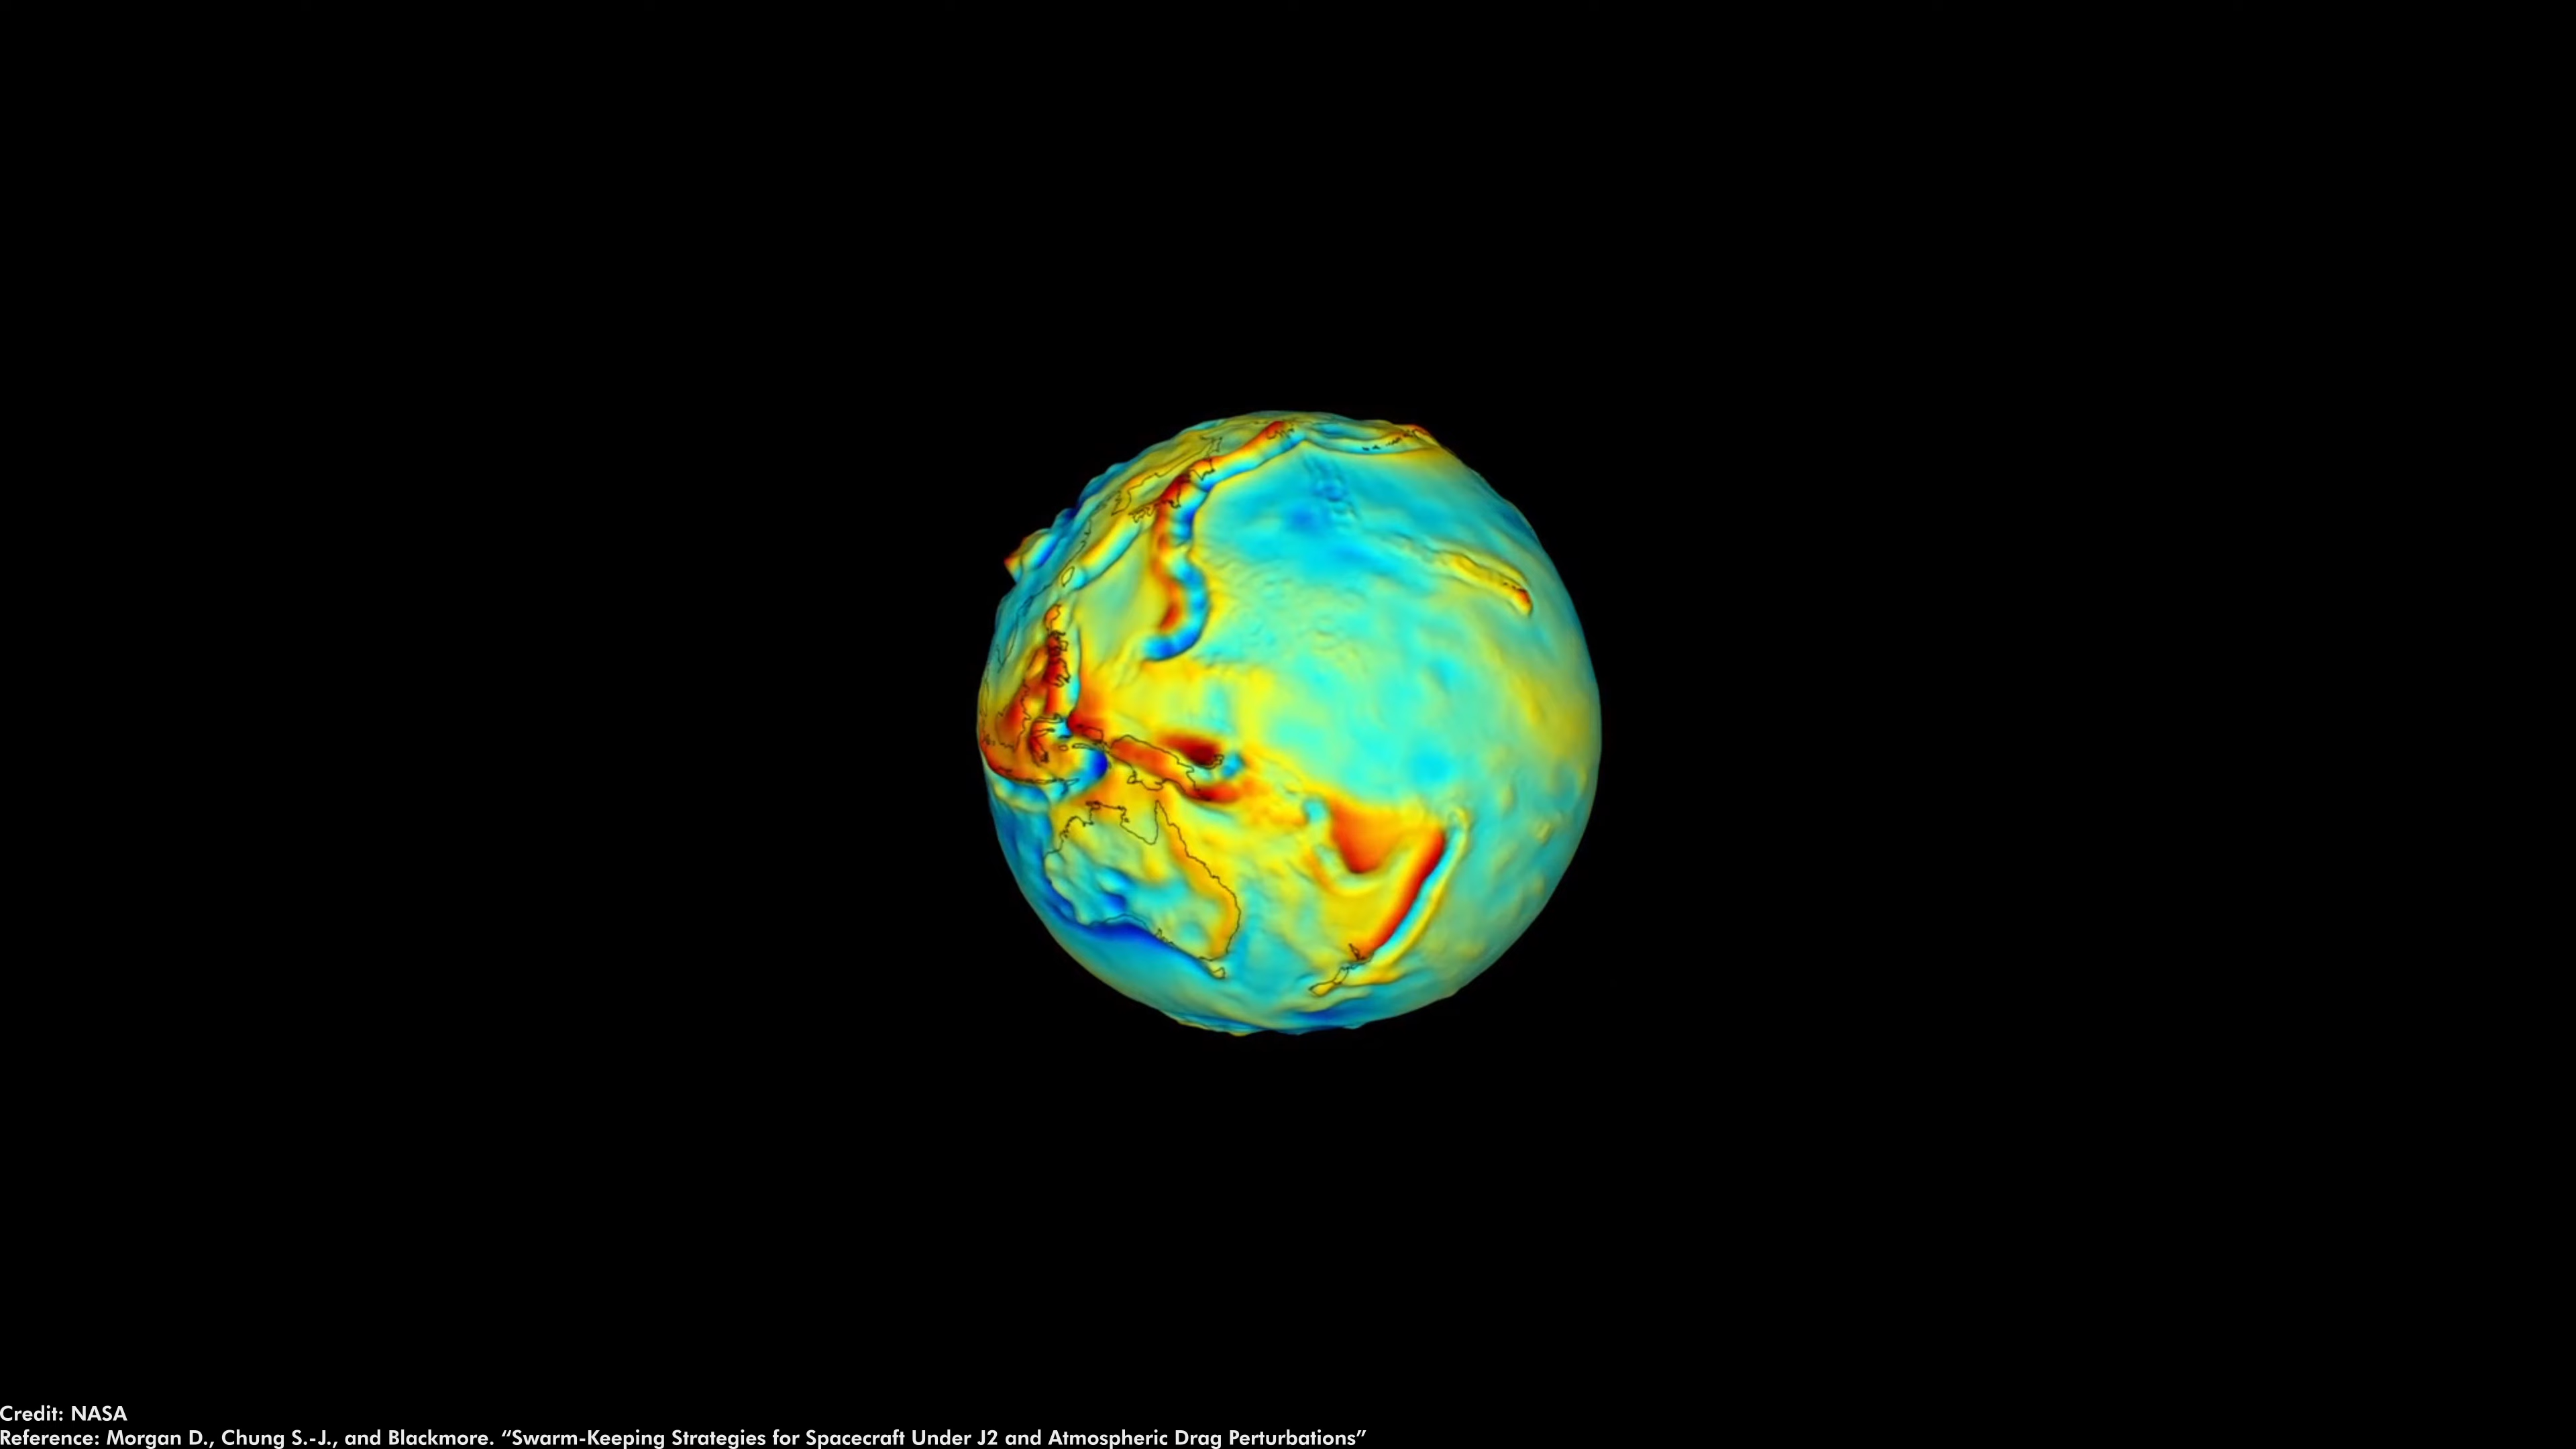 Credit: NASA
Reference: Morgan D., Chung S.-J., and Blackmore. “Swarm-Keeping Strategies for Spacecraft Under J2 and Atmospheric Drag Perturbations”